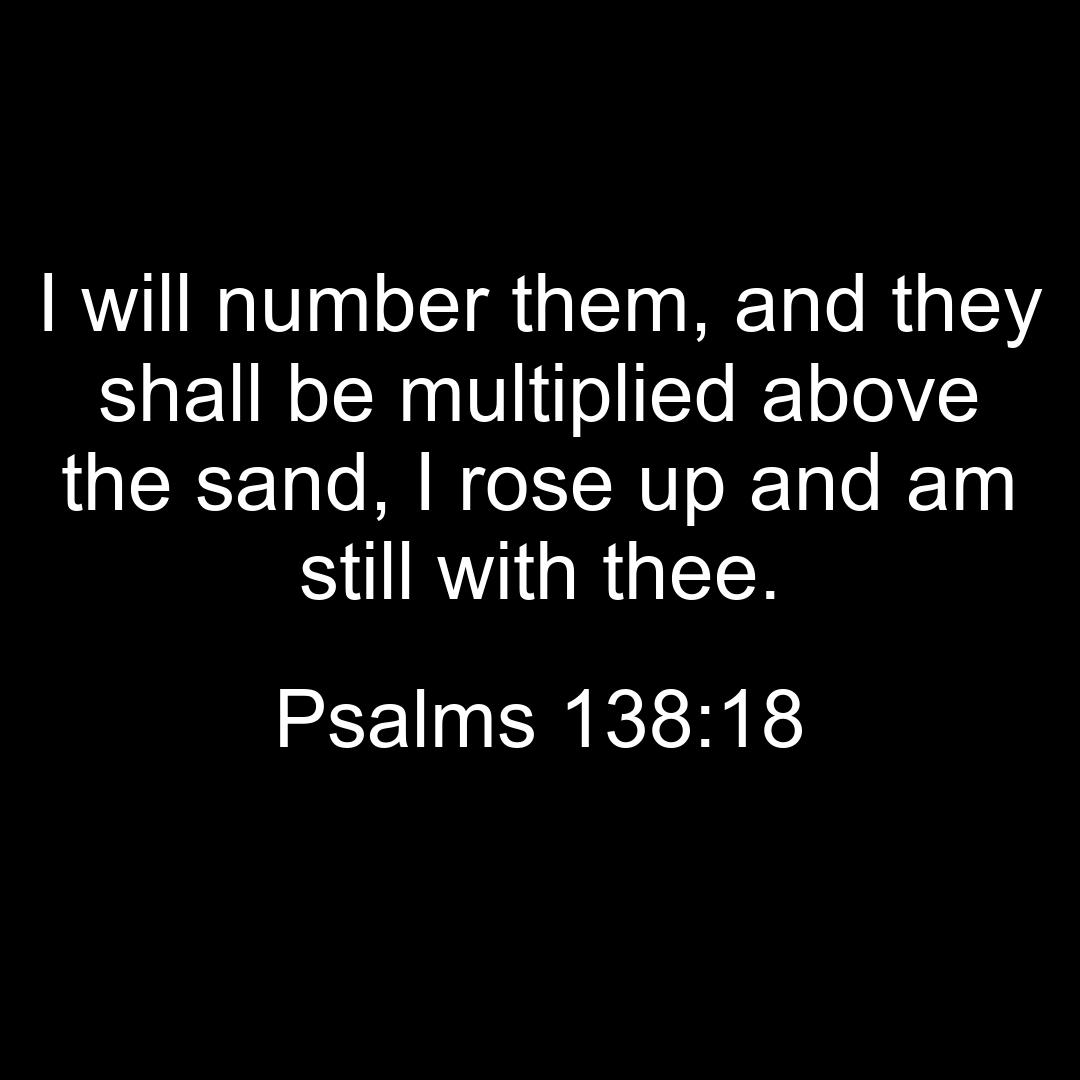 I will number them, and they
shall be multiplied above
the sand, I rose up and am
still with thee.
Psalms 138:18